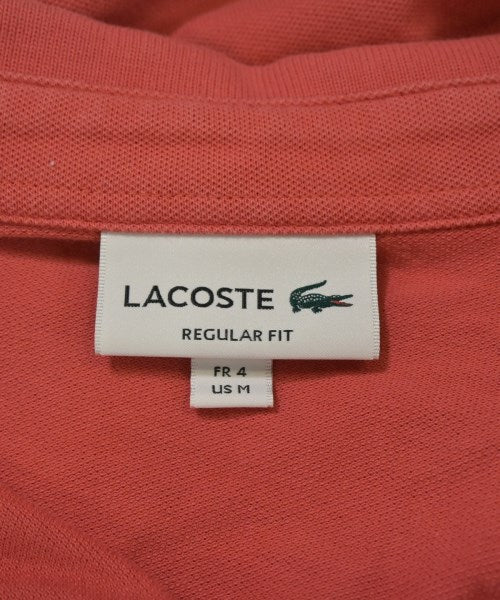 LACOSTE
REGULAR FIT
FR 4
US M